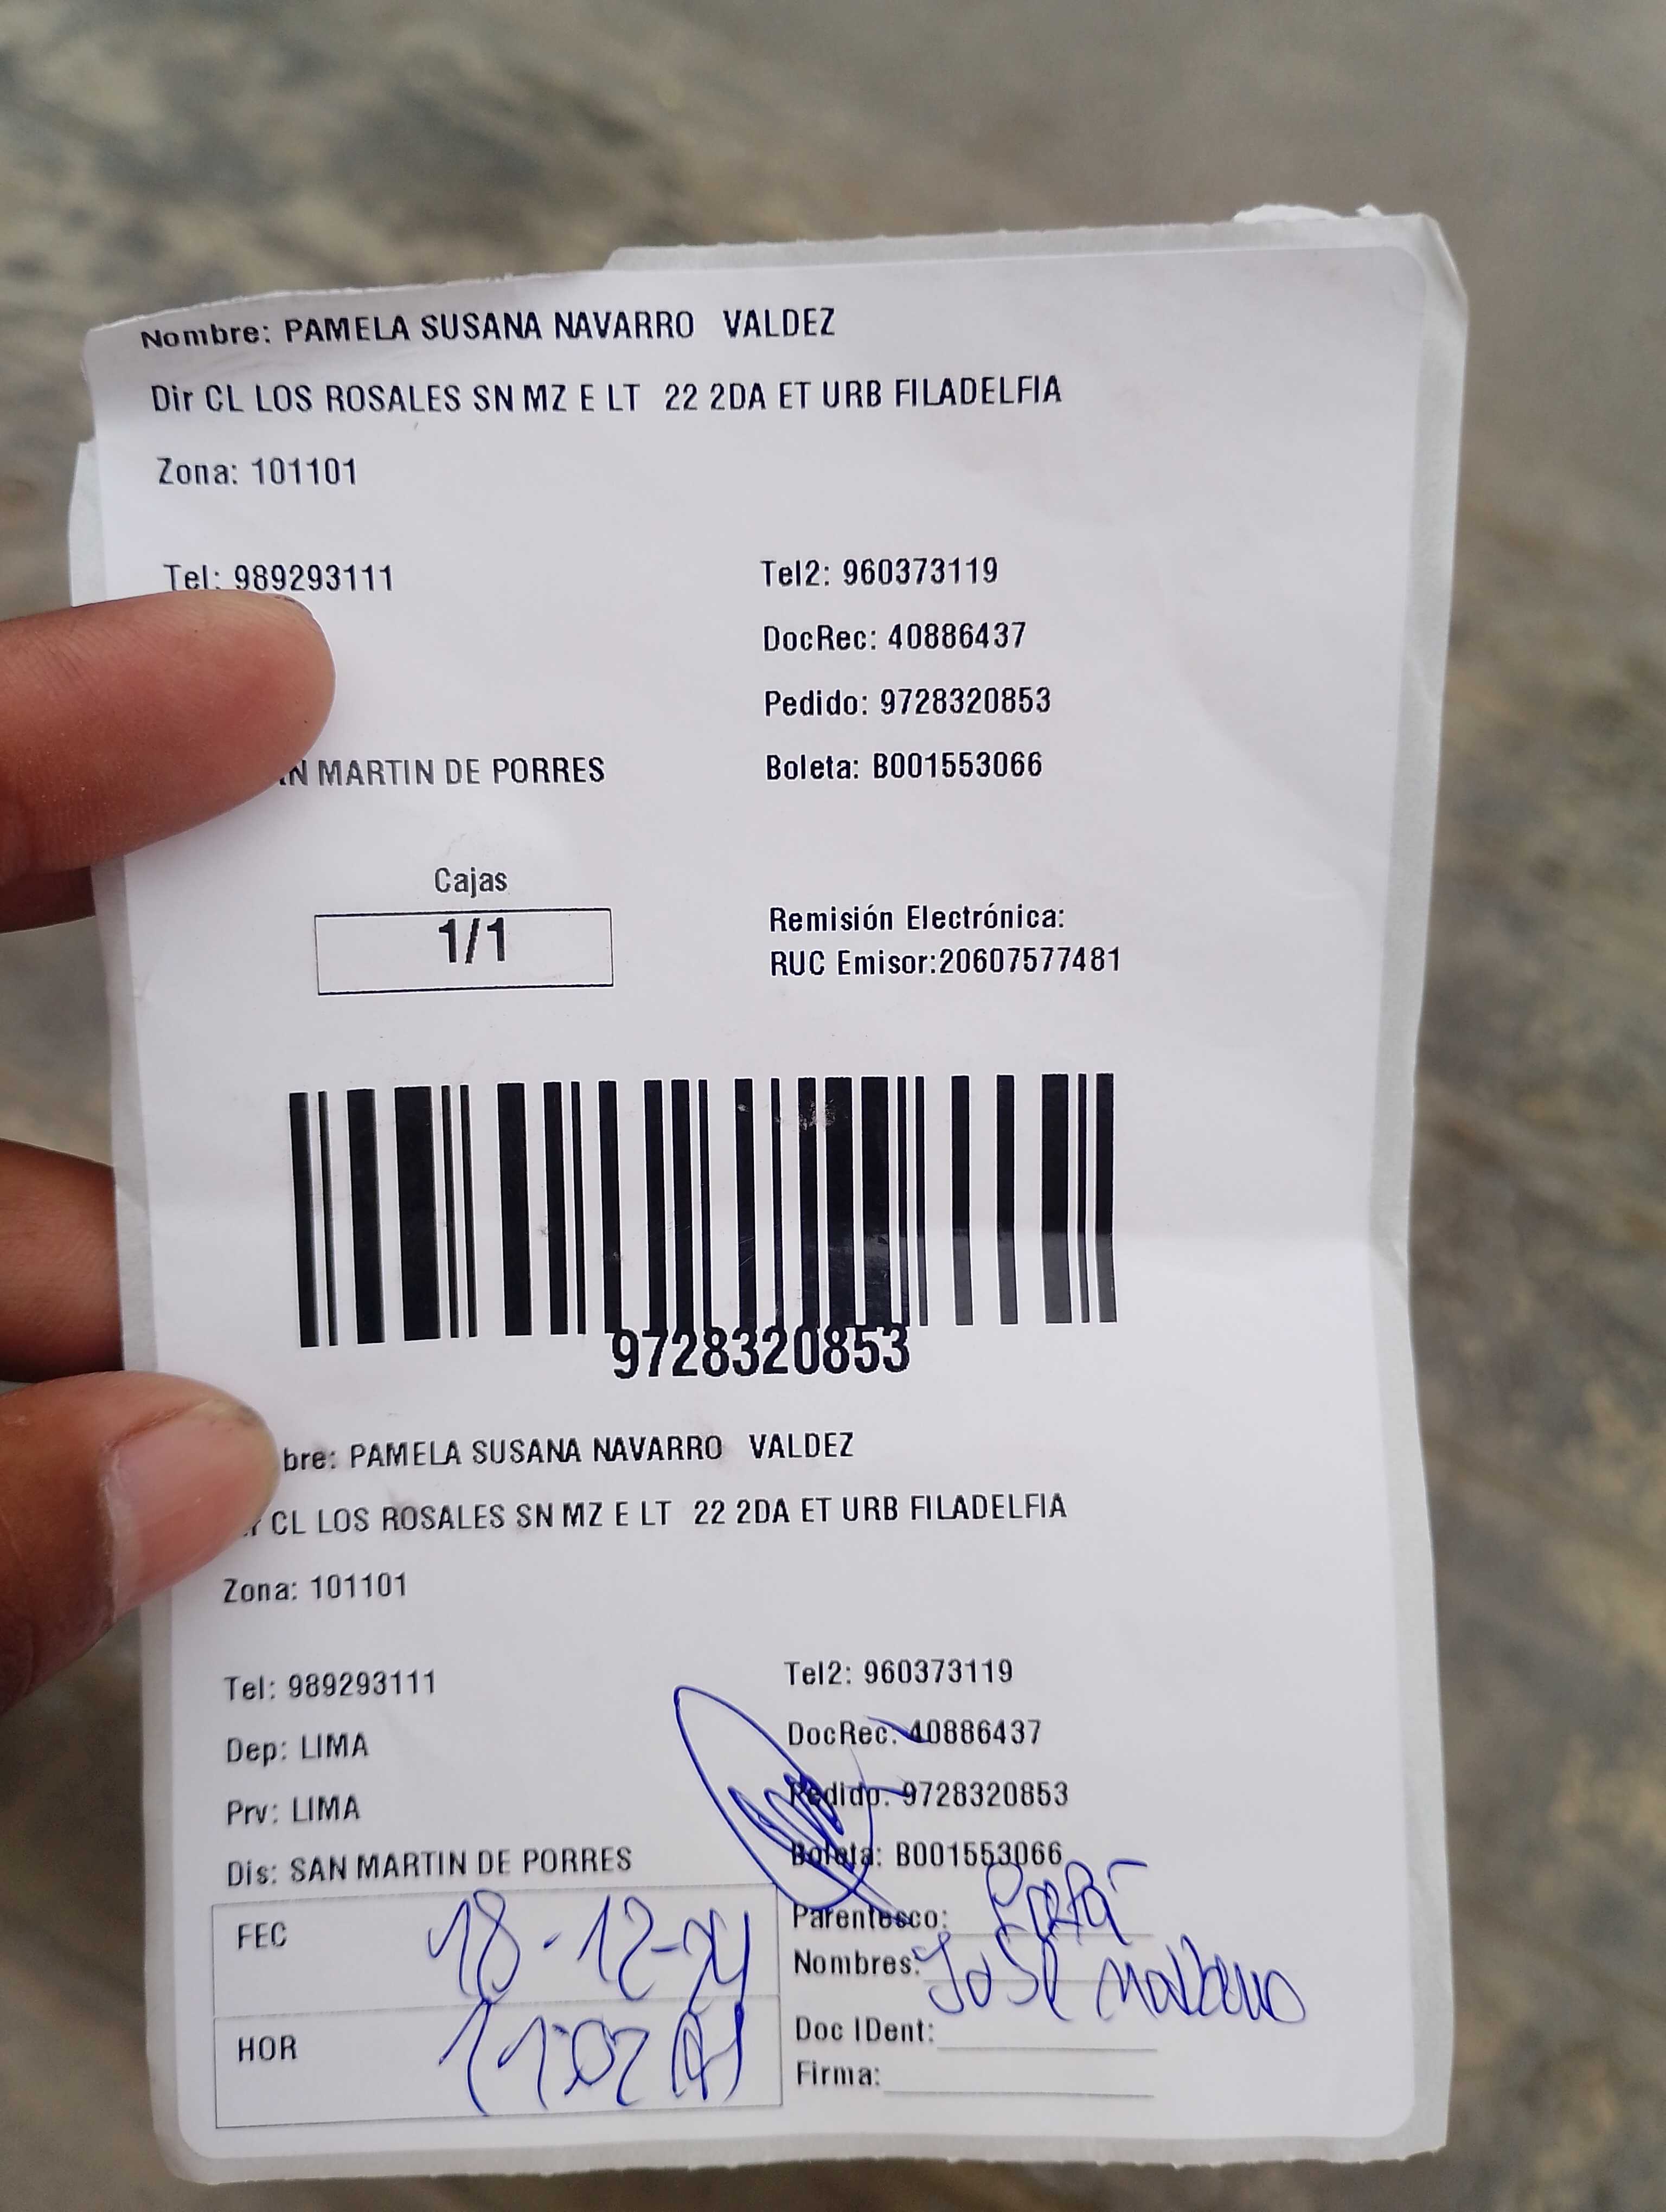 Nombre: PAMELA SUSANA NAVARRO VALDEZ
Dir CL LOS ROSALES SN MZ E LT 22 2DA ET URB FILADELFIA
Zona: 101101
Tel: 989293111 Tel2: 960373119
DocRec: 40886437
Pedido: 9728320853
N MARTIN DE PORRES Boleta: B001553066
Cajas
1/1
Remisión Electrónica:
RUC Emisor:20607577481
9728320853
bre: PAMELA SUSANA NAVARRO VALDEZ
CL LOS ROSALES SN MZ E LT 22 2DA ET URB FILADELFIA
Zona: 101101
Tel: 989293111 Tel2: 960373119
Dep: LIMA DocRec: 40886437
Prv: LIMA Pedido: 9728320853
Dis: SAN MARTIN DE PORRES Boleta: B001553066
FEC 18-12-24 Parentesco:
Nombres: José
HOR 11:02 Doc IDent:
Firma: